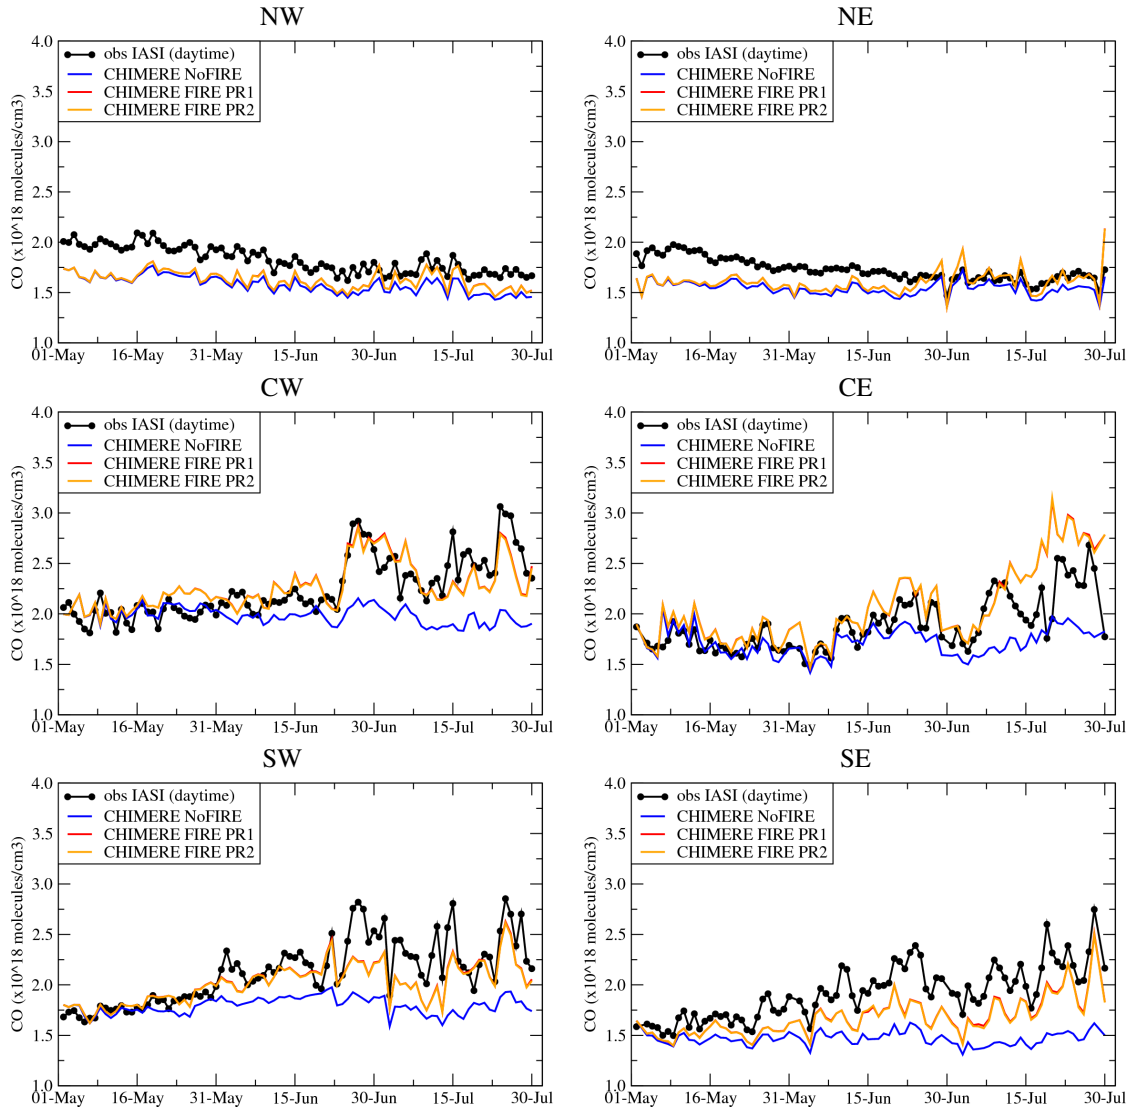 NW
4.0
3.5
3.0
2.5
2.0
1.5
1.0
CO (x10^18 molecules/cm3)
obs IASI (daytime)
CHIMERE NoFIRE
CHIMERE FIRE PR1
CHIMERE FIRE PR2
01-May 16-May 31-May 15-Jun 30-Jun 15-Jul 30-Jul
NE
4.0
3.5
3.0
2.5
2.0
1.5
1.0
CO (x10^18 molecules/cm3)
obs IASI (daytime)
CHIMERE NoFIRE
CHIMERE FIRE PR1
CHIMERE FIRE PR2
01-May 16-May 31-May 15-Jun 30-Jun 15-Jul 30-Jul
CW
4.0
3.5
3.0
2.5
2.0
1.5
1.0
CO (x10^18 molecules/cm3)
obs IASI (daytime)
CHIMERE NoFIRE
CHIMERE FIRE PR1
CHIMERE FIRE PR2
01-May 16-May 31-May 15-Jun 30-Jun 15-Jul 30-Jul
CE
4.0
3.5
3.0
2.5
2.0
1.5
1.0
CO (x10^18 molecules/cm3)
obs IASI (daytime)
CHIMERE NoFIRE
CHIMERE FIRE PR1
CHIMERE FIRE PR2
01-May 16-May 31-May 15-Jun 30-Jun 15-Jul 30-Jul
SW
4.0
3.5
3.0
2.5
2.0
1.5
1.0
CO (x10^18 molecules/cm3)
obs IASI (daytime)
CHIMERE NoFIRE
CHIMERE FIRE PR1
CHIMERE FIRE PR2
01-May 16-May 31-May 15-Jun 30-Jun 15-Jul 30-Jul
SE
4.0
3.5
3.0
2.5
2.0
1.5
1.0
CO (x10^18 molecules/cm3)
obs IASI (daytime)
CHIMERE NoFIRE
CHIMERE FIRE PR1
CHIMERE FIRE PR2
01-May 16-May 31-May 15-Jun 30-Jun 15-Jul 30-Jul